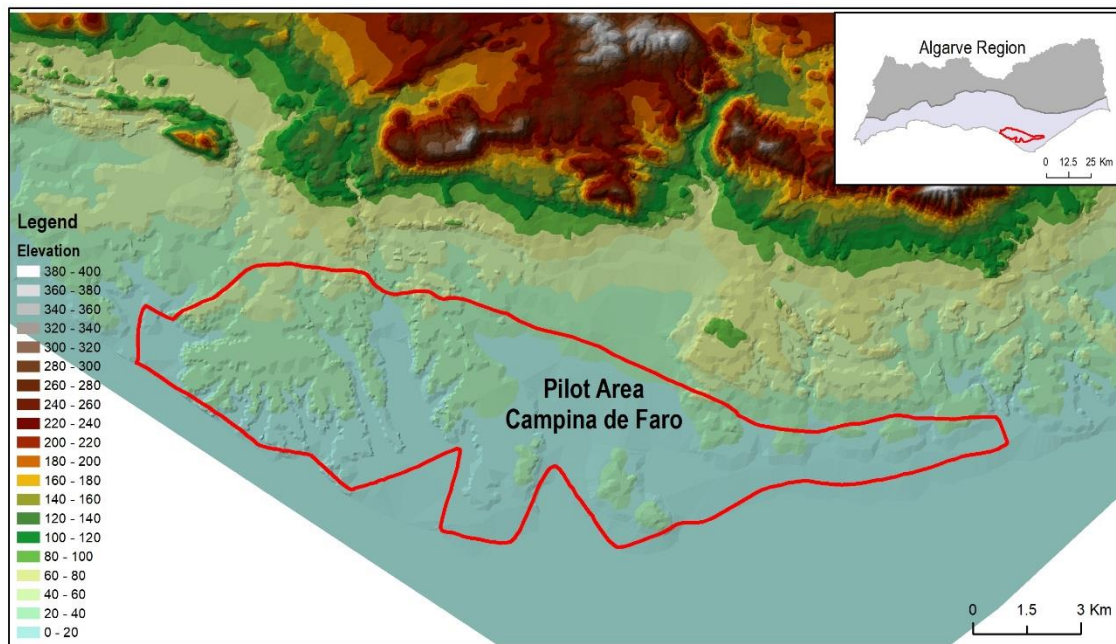 Algarve Region
0 12.5 25 Km
Legend
Elevation
380 - 400
360 - 380
340 - 360
320 - 340
300 - 320
280 - 300
260 - 280
240 - 260
220 - 240
200 - 220
180 - 200
160 - 180
140 - 160
120 - 140
100 - 120
80 - 100
60 - 80
40 - 60
20 - 40
0 - 20
Pilot Area
Campina de Faro
0 1.5 3 Km